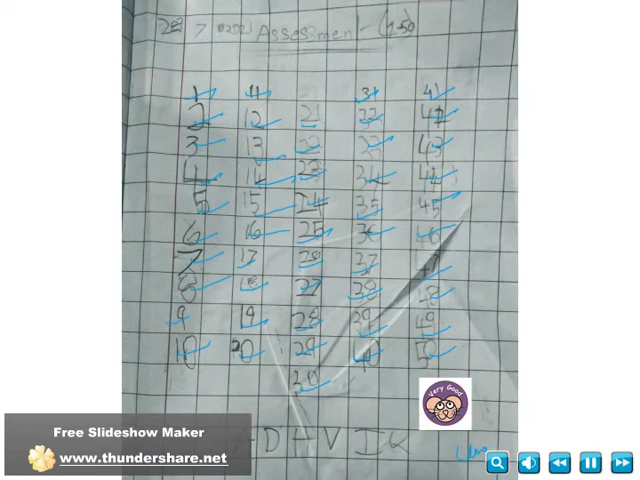 Assessment - (1-50)
1 11 31 41
2 12 21 32 42
3 13 22 33 43
4 14 23 34 44
5 15 24 35 45
6 16 25 36 46
7 17 26 37 47
8 18 27 38 48
9 19 28 39 49
10 20 29 40 50
30
Very Good
A D H V I K
Free Slideshow Maker
www.thundershare.net